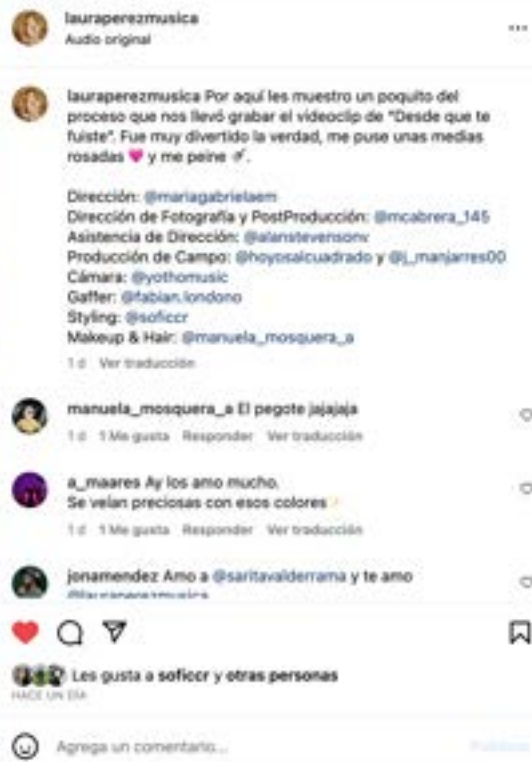 lauraperezmusica
Audio original
lauraperezmusica Por aquí les muestro un poquito del
proceso que nos llevó grabar el videoclip de "Desde que te
fuiste". Fue muy divertido la verdad, me puse unas medias
rosadas 💗 y me peine 🎤.
Dirección: @mariagabrielaem
Dirección de Fotografía y PostProducción: @mcabrera_145
Asistencia de Dirección: @alanstevensonv
Producción de Campo: @hoyosalcuadrado y @j_manjarres00
Cámara: @yothomusic
Gaffer: @fabian.londono
Styling: @soficcr
Makeup & Hair: @manuela_mosquera_a
1 d Ver traducción
manuela_mosquera_a El pegote jajajaja
1 d 1 Me gusta Responder Ver traducción
a_maares Ay los amo mucho.
Se veían preciosas con esos colores✨
1 d 1 Me gusta Responder Ver traducción
jonamendez Amo a @saritavalderrama y te amo
@lauraperezmusica
Les gusta a soficcr y otras personas
HACE UN DÍA
Agrega un comentario...
Publicar